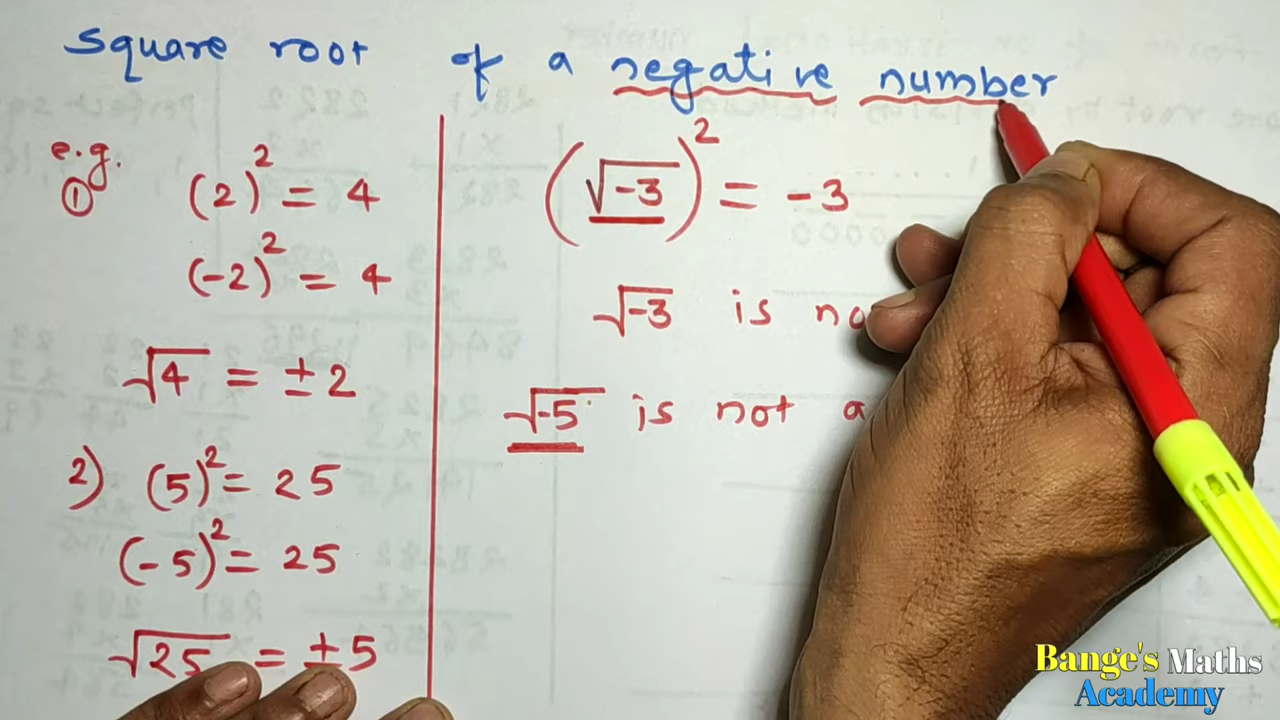 Square root of a negative number
e.g.
① (2)² = 4
(-2)² = 4
√4 = ±2
2) (5)² = 25
(-5)² = 25
√25 = ±5
(√-3)² = -3
√-3 is no
√-5 is not a
Bange's Maths
Academy